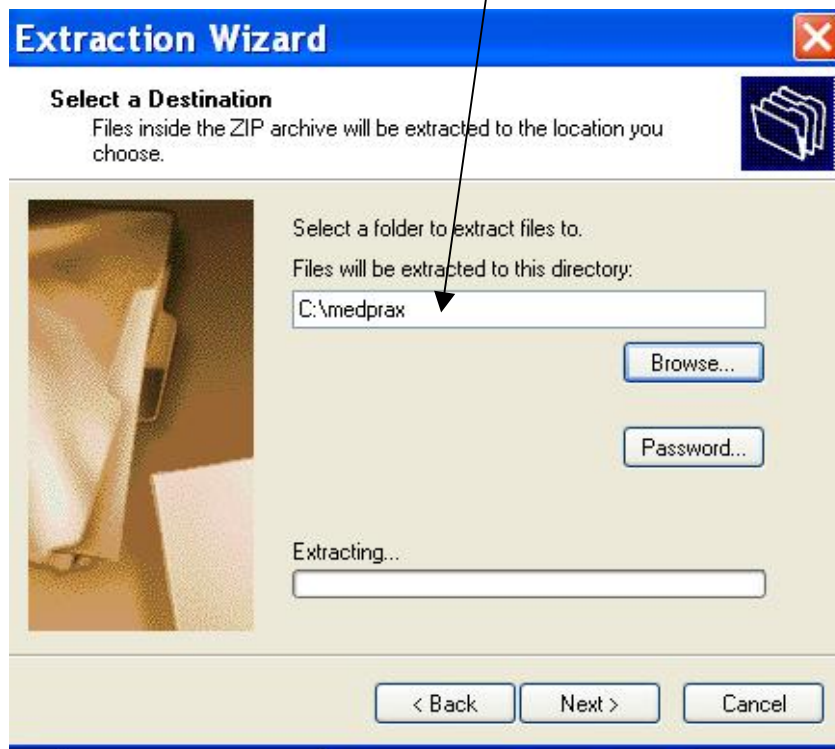 Extraction Wizard
Select a Destination
Files inside the ZIP archive will be extracted to the location you
choose.
Select a folder to extract files to.
Files will be extracted to this directory:
C:\medprax
Browse...
Password...
Extracting...
< Back Next > Cancel